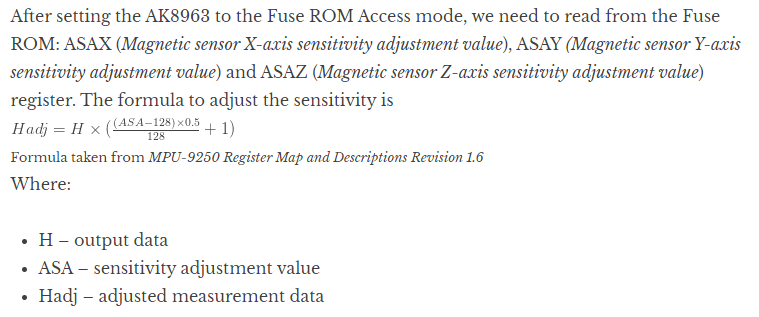 After setting the AK8963 to the Fuse ROM Access mode, we need to read from the Fuse
ROM: ASAX (Magnetic sensor X-axis sensitivity adjustment value), ASAY (Magnetic sensor Y-axis
sensitivity adjustment value) and ASAZ (Magnetic sensor Z-axis sensitivity adjustment value)
register. The formula to adjust the sensitivity is
Hadj = H × ((ASA−128)×0.5/128 + 1)
Formula taken from MPU-9250 Register Map and Descriptions Revision 1.6
Where:
• H – output data
• ASA – sensitivity adjustment value
• Hadj – adjusted measurement data